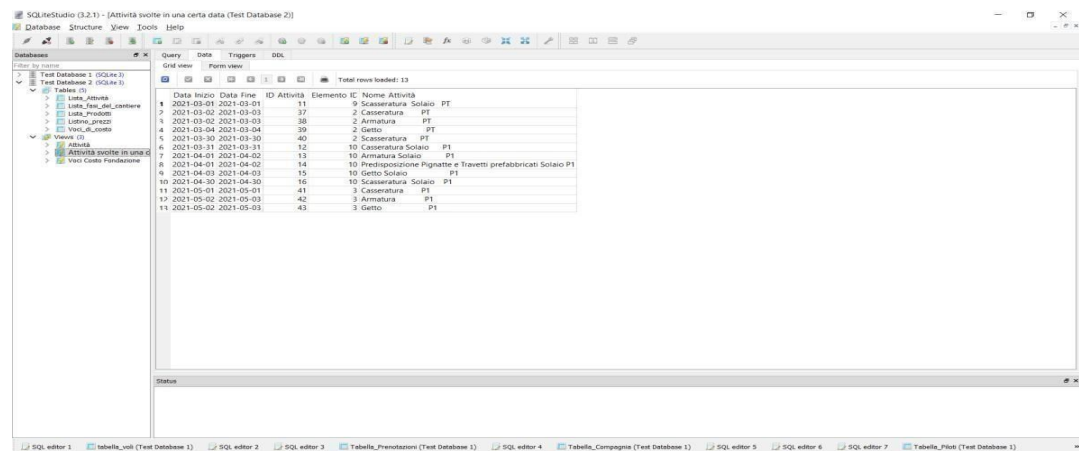 SQLiteStudio (3.2.1) - [Attività svolte in una certa data (Test Database 2)]
Database Structure View Tools Help
Databases
Filter by name
Test Database 1 (SQLite 3)
Test Database 2 (SQLite 3)
Tables (5)
Lista_Attività
Lista_fasi_del_cantiere
Lista_Prodotti
Listino_prezzi
Voci_di_costo
Views (3)
Attività
Attività svolte in una c
Voci Costo Fondazione
Query Data Triggers DDL
Grid view Form view
1 Total rows loaded: 13
Data Inizio Data Fine ID Attività Elemento IC Nome Attività
1 2021-03-01 2021-03-01 11 9 Scasseratura Solaio PT
2 2021-03-02 2021-03-03 37 2 Casseratura PT
3 2021-03-02 2021-03-03 38 2 Armatura PT
4 2021-03-04 2021-03-04 39 2 Getto PT
5 2021-03-30 2021-03-30 40 2 Scasseratura PT
6 2021-03-31 2021-03-31 12 10 Casseratura Solaio P1
7 2021-04-01 2021-04-02 13 10 Armatura Solaio P1
8 2021-04-01 2021-04-02 14 10 Predisposizione Pignatte e Travetti prefabbricati Solaio P1
9 2021-04-03 2021-04-03 15 10 Getto Solaio P1
10 2021-04-30 2021-04-30 16 10 Scasseratura Solaio P1
11 2021-05-01 2021-05-01 41 3 Casseratura P1
12 2021-05-02 2021-05-03 42 3 Armatura P1
13 2021-05-02 2021-05-03 43 3 Getto P1
Status
SQL editor 1 tabella_voli (Test Database 1) SQL editor 2 SQL editor 3 Tabella_Prenotazioni (Test Database 1) SQL editor 4 Tabella_Compagnia (Test Database 1) SQL editor 5 SQL editor 6 SQL editor 7 Tabella_Piloti (Test Database 1)